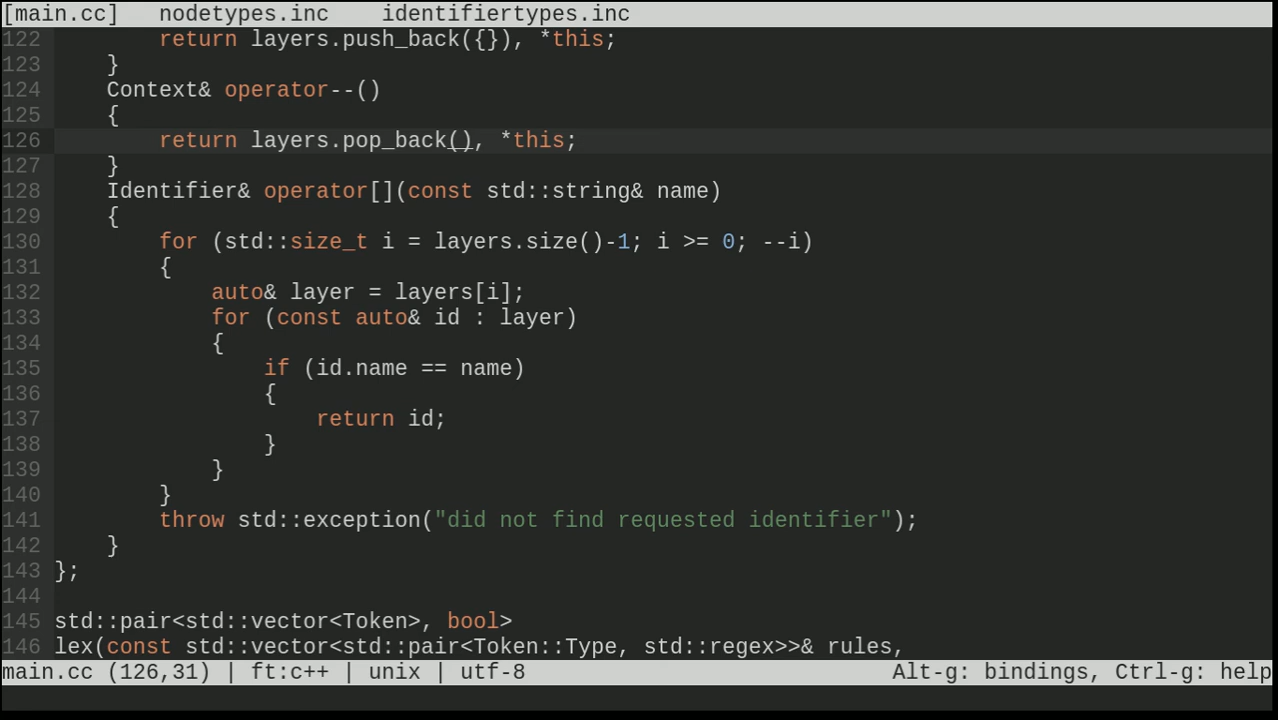 [main.cc]   nodetypes.inc    identifiertypes.inc
122         return layers.push_back({}), *this;
123     }
124     Context& operator--()
125     {
126         return layers.pop_back(), *this;
127     }
128     Identifier& operator[](const std::string& name)
129     {
130         for (std::size_t i = layers.size()-1; i >= 0; --i)
131         {
132             auto& layer = layers[i];
133             for (const auto& id : layer)
134             {
135                 if (id.name == name)
136                 {
137                     return id;
138                 }
139             }
140         }
141         throw std::exception("did not find requested identifier");
142     }
143 };
144
145 std::pair<std::vector<Token>, bool>
146 lex(const std::vector<std::pair<Token::Type, std::regex>>& rules,
main.cc (126,31) | ft:c++ | unix | utf-8                            Alt-g: bindings, Ctrl-g: help